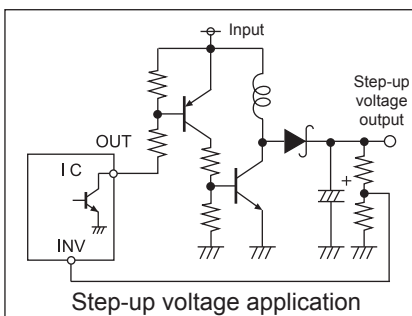 Input
Step-up
voltage
output
OUT
I C
+
INV
Step-up voltage application